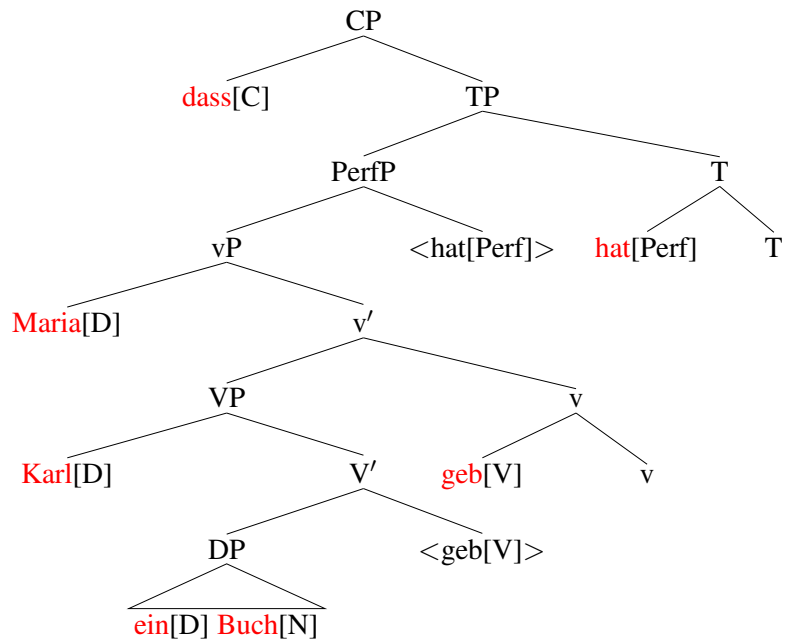 CP
dass[C] TP
PerfP T
vP <hat[Perf]> hat[Perf] T
Maria[D] v′
VP v
Karl[D] V′ geb[V] v
DP <geb[V]>
ein[D] Buch[N]